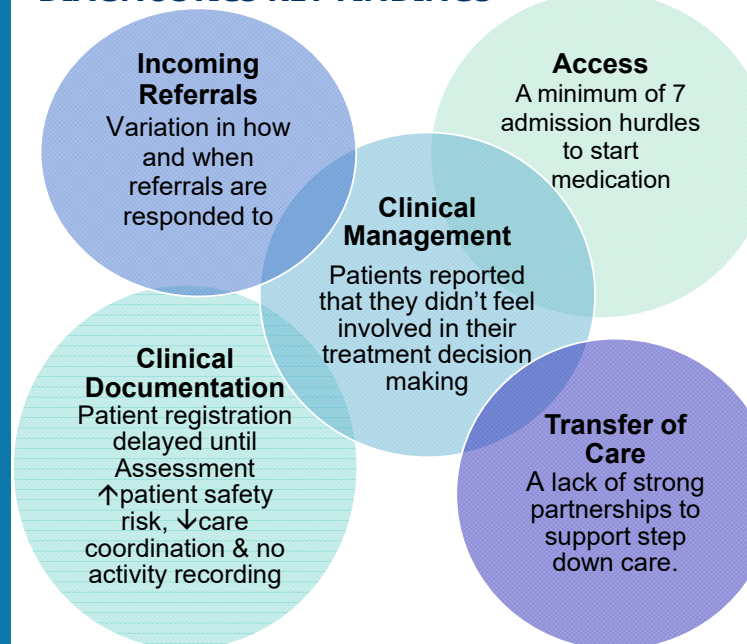 Incoming
Referrals
Variation in how
and when
referrals are
responded to
Access
A minimum of 7
admission hurdles
to start
medication
Clinical
Management
Patients reported
that they didn’t feel
involved in their
treatment decision
making
Clinical
Documentation
Patient registration
delayed until
Assessment
↑patient safety
risk, ↓care
coordination & no
activity recording
Transfer of
Care
A lack of strong
partnerships to
support step
down care.